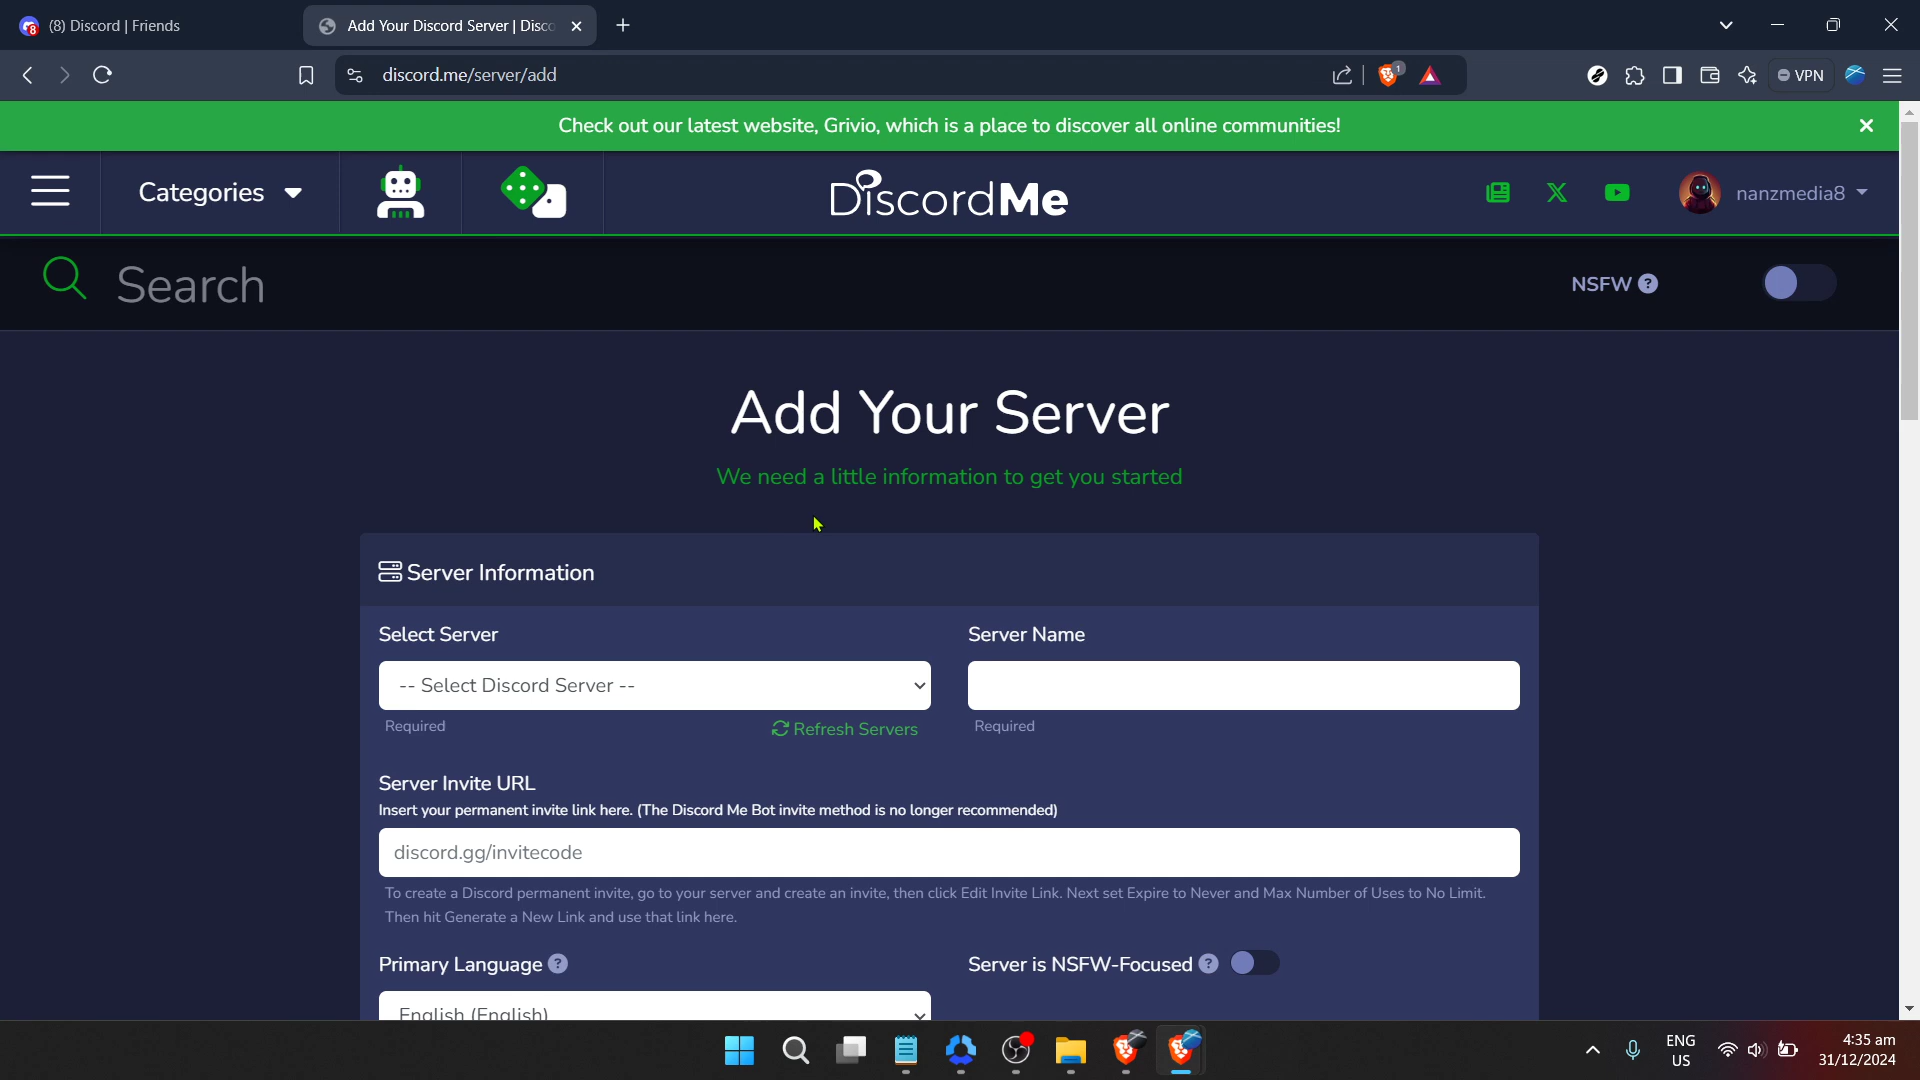 (8) Discord | Friends
Add Your Discord Server | Disco
discord.me/server/add
1
VPN
Check out our latest website, Grivio, which is a place to discover all online communities!
Categories
DiscordMe
nanzmedia8
Search
NSFW ?
Add Your Server
We need a little information to get you started
Server Information
Select Server
Server Name
-- Select Discord Server --
Required
Refresh Servers
Required
Server Invite URL
Insert your permanent invite link here. (The Discord Me Bot invite method is no longer recommended)
discord.gg/invitecode
To create a Discord permanent invite, go to your server and create an invite, then click Edit Invite Link. Next set Expire to Never and Max Number of Uses to No Limit.
Then hit Generate a New Link and use that link here.
Primary Language ?
Server is NSFW-Focused ?
English (English)
ENG
US
4:35 am
31/12/2024